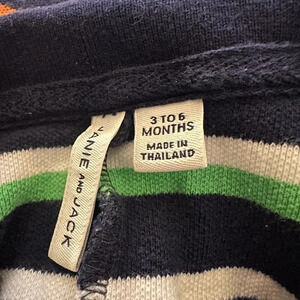 JANIE AND JACK
3 TO 6
MONTHS
MADE IN
THAILAND